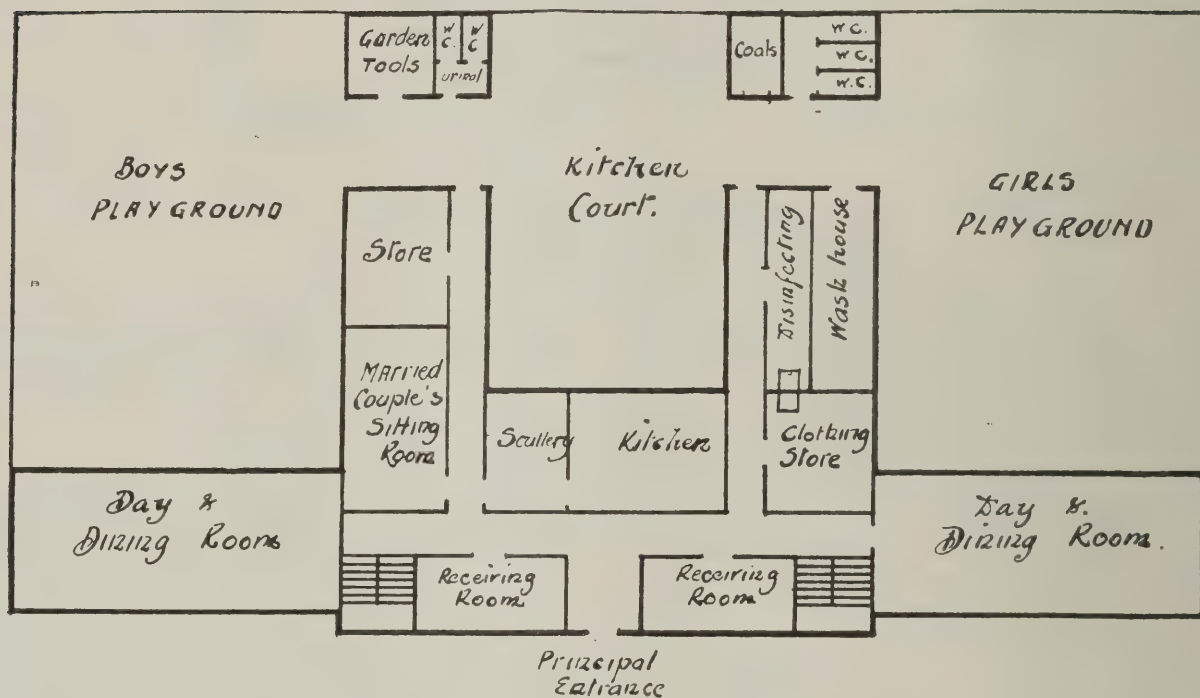 Garden
Tools
W
C.
W
C
Urinal
Coals
W.C.
W.C.
W.C.
Boys
PLAY GROUND
Kitchen
Court.
GIRLS
PLAY GROUND
Store
Disinfecting
Wash house
Married
Couple's
Sitting
Room
Scullery
Kitchen
Clothing
Store
Day &
Dining Room
Day &.
Dining Room.
Receiving
Room
Receiving
Room
Principal
Entrance